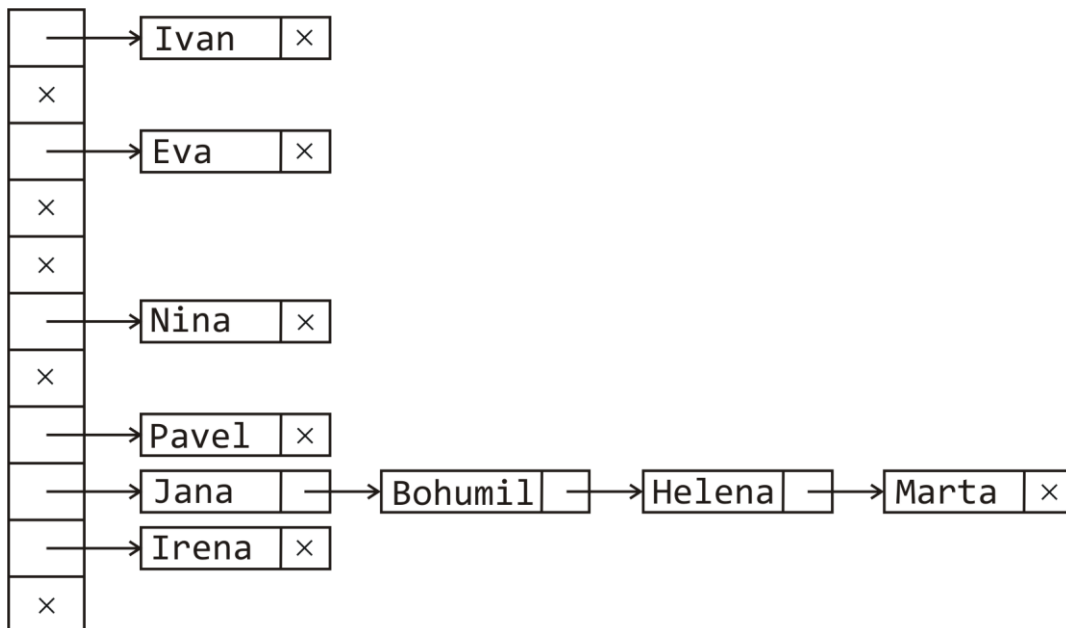 Ivan ×
×
Eva ×
×
×
Nina ×
×
Pavel ×
Jana Bohumil Helena Marta ×
Irena ×
×